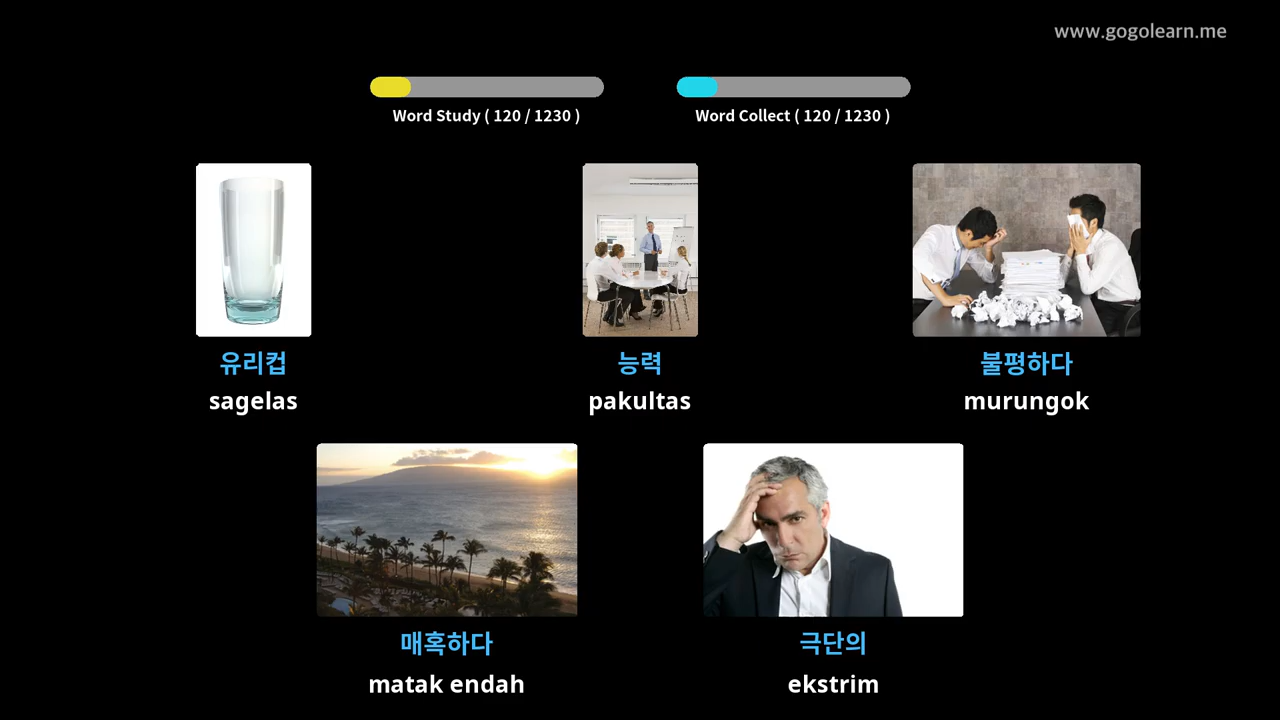 www.gogolearn.me
Word Study ( 120 / 1230 )
Word Collect ( 120 / 1230 )
유리컵
sagelas
능력
pakultas
불평하다
murungok
매혹하다
matak endah
극단의
ekstrim